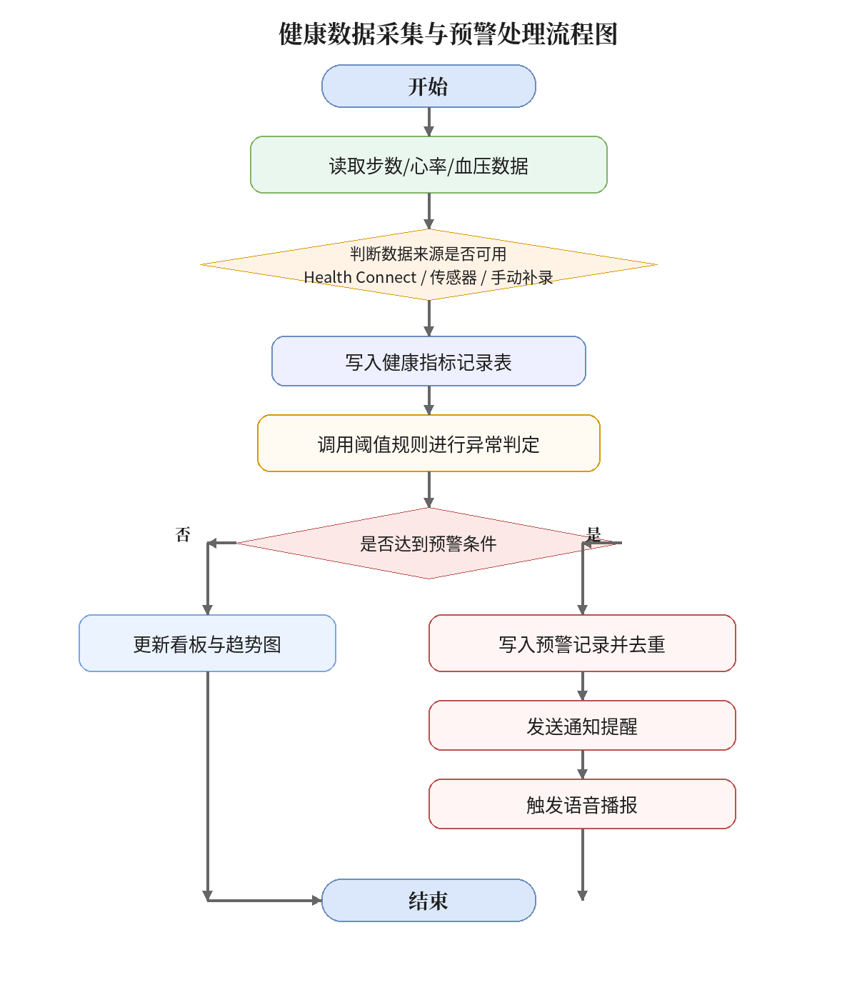 健康数据采集与预警处理流程图
开始
读取步数/心率/血压数据
判断数据来源是否可用
Health Connect / 传感器 / 手动补录
写入健康指标记录表
调用阈值规则进行异常判定
否
是否达到预警条件
是
更新看板与趋势图
写入预警记录并去重
发送通知提醒
触发语音播报
结束